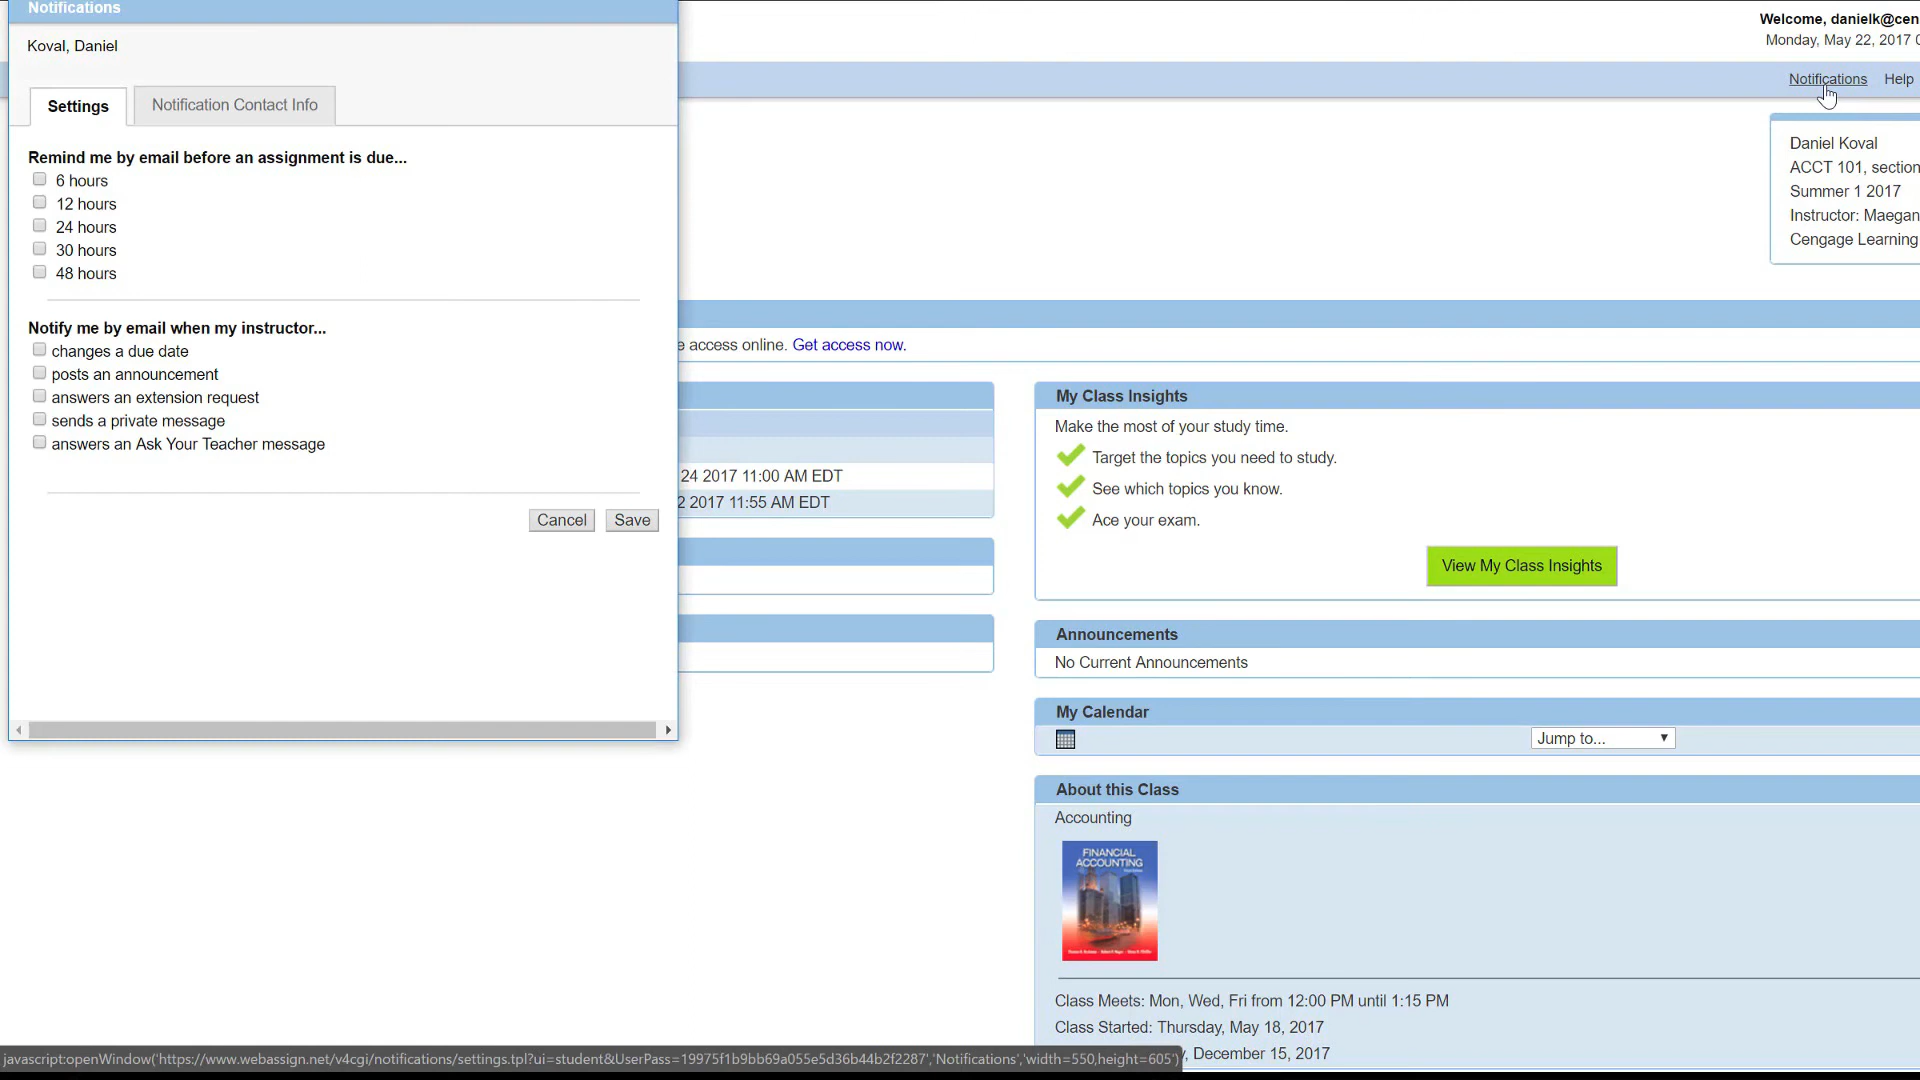 Notifications
Koval, Daniel
Settings
Notification Contact Info
Remind me by email before an assignment is due...
6 hours
12 hours
24 hours
30 hours
48 hours
Notify me by email when my instructor...
changes a due date
posts an announcement
answers an extension request
sends a private message
answers an Ask Your Teacher message
Cancel
Save
Welcome, danielk@cen
Monday, May 22, 2017 0
Notifications
Help
Daniel Koval
ACCT 101, section
Summer 1 2017
Instructor: Maegan
Cengage Learning
e access online. Get access now.
24 2017 11:00 AM EDT
2 2017 11:55 AM EDT
My Class Insights
Make the most of your study time.
Target the topics you need to study.
See which topics you know.
Ace your exam.
View My Class Insights
Announcements
No Current Announcements
My Calendar
Jump to...
About this Class
Accounting
FINANCIAL
ACCOUNTING
Class Meets: Mon, Wed, Fri from 12:00 PM until 1:15 PM
Class Started: Thursday, May 18, 2017
, December 15, 2017
javascript:openWindow('https://www.webassign.net/v4cgi/notifications/settings.tpl?ui=student&UserPass=19975f1b9bb69a055e5d36b44b2f2287','Notifications','width=550,height=605')